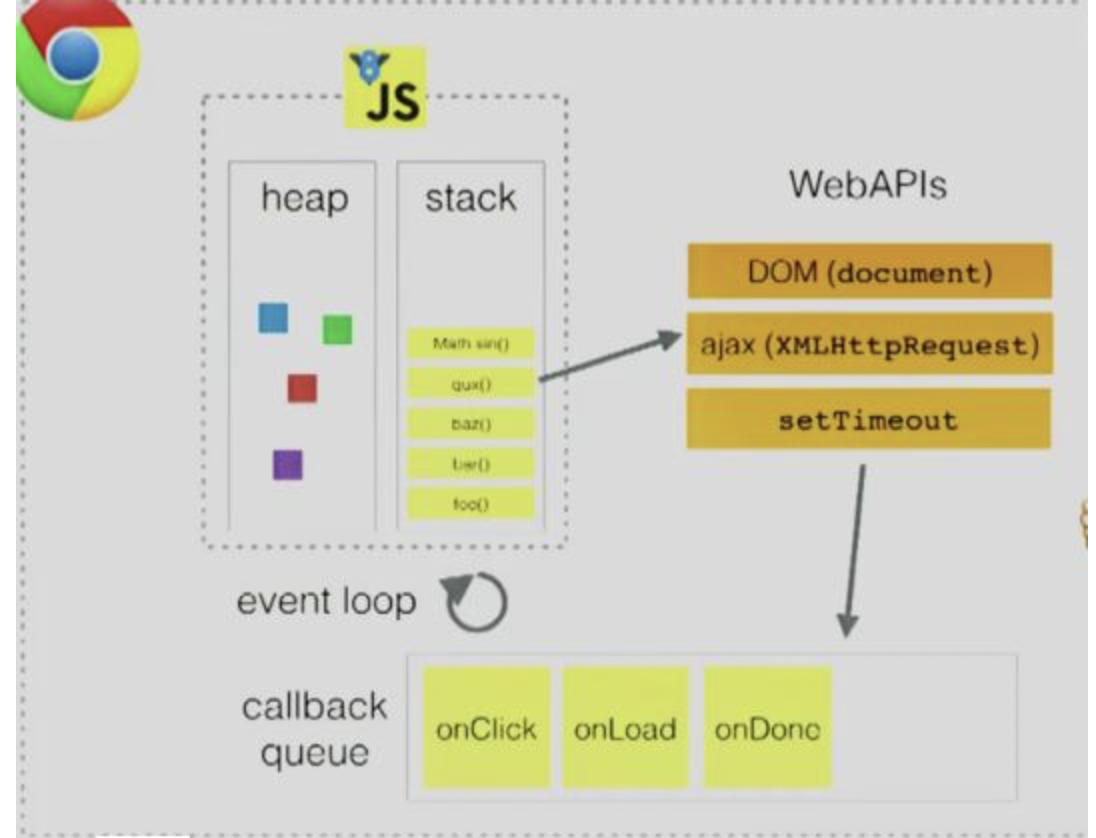 JS
heap
stack
WebAPIs
DOM (document)
ajax (XMLHttpRequest)
setTimeout
Math sin()
qux()
baz()
bar()
foo()
event loop
callback
queue
onClick
onLoad
onDone